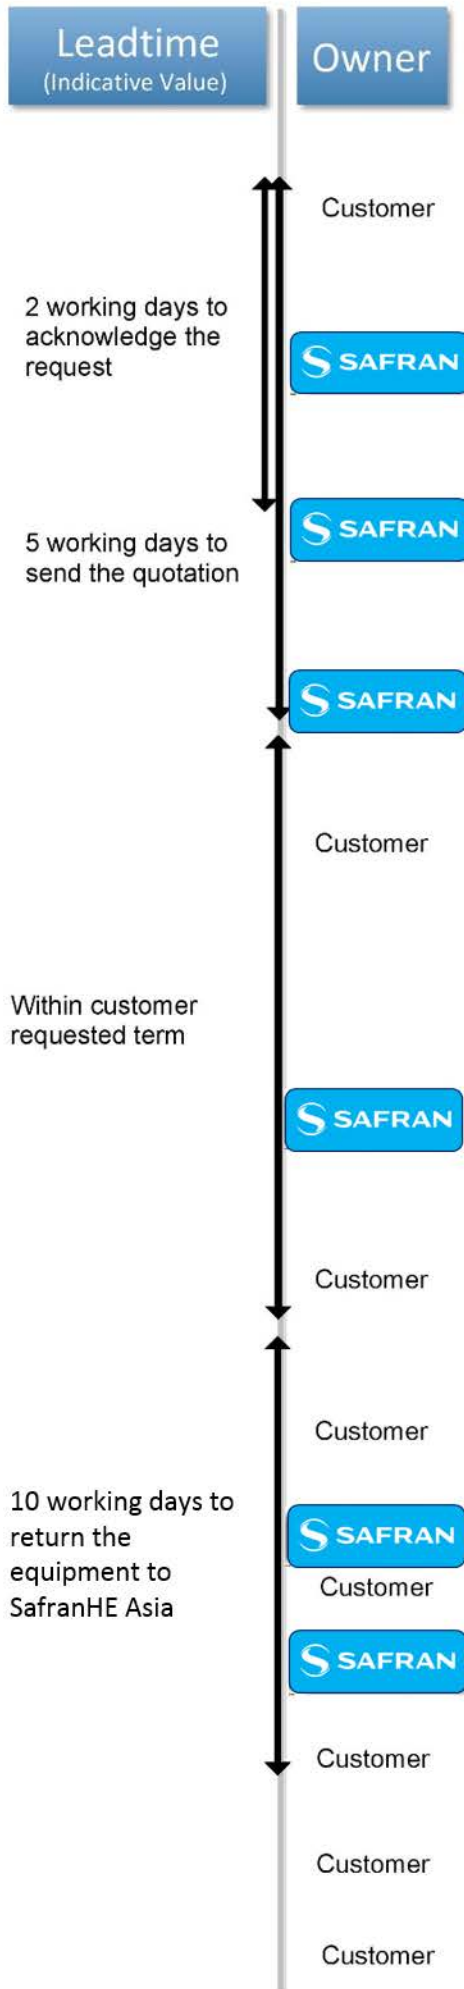 Leadtime
(Indicative Value)
Owner
Customer
2 working days to
acknowledge the
request
SAFRAN
SAFRAN
5 working days to
send the quotation
SAFRAN
Customer
Within customer
requested term
SAFRAN
Customer
Customer
10 working days to
return the
equipment to
SafranHE Asia
SAFRAN
Customer
SAFRAN
Customer
Customer
Customer